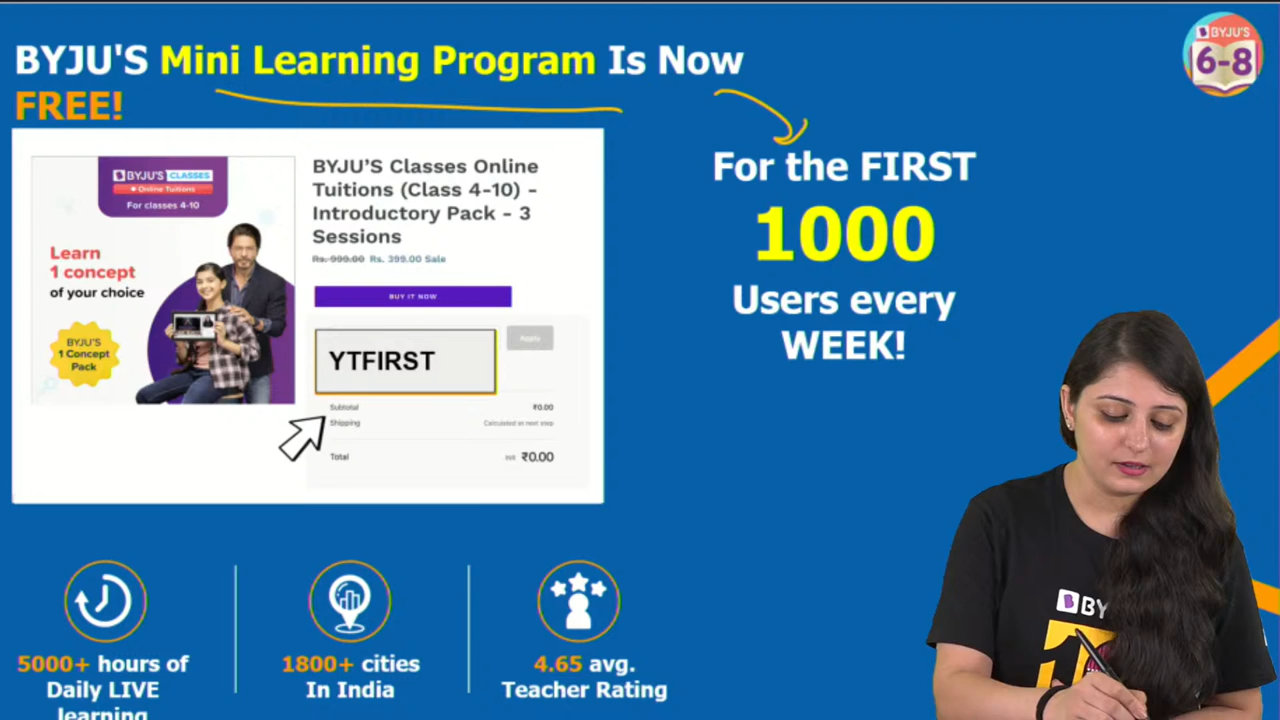 BYJU'S Mini Learning Program Is Now
FREE!
BYJU'S
6-8
BYJU'S CLASSES
Online Tuitions
For classes 4-10
Learn
1 concept
of your choice
BYJU'S
1 Concept
Pack
BYJU'S Classes Online
Tuitions (Class 4-10) -
Introductory Pack - 3
Sessions
Rs. 999.00 Rs. 399.00 Sale
BUY IT NOW
YTFIRST
Apply
Subtotal ₹0.00
Shipping Calculated at next step
Total INR ₹0.00
For the FIRST
1000
Users every
WEEK!
5000+ hours of
Daily LIVE
learning
1800+ cities
In India
4.65 avg.
Teacher Rating
BY